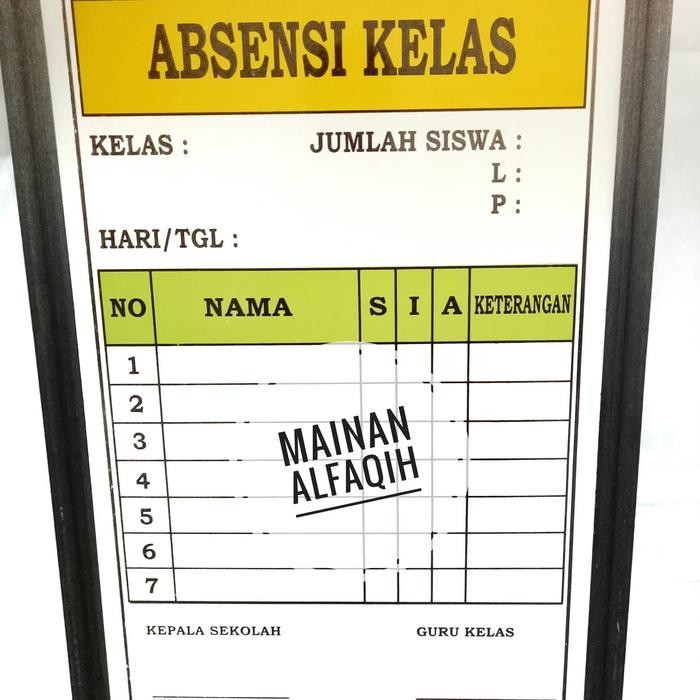 ABSENSI KELAS
KELAS : JUMLAH SISWA :
L :
P :
HARI/TGL :
NO NAMA S I A KETERANGAN
1
2
3
4
5
6
7
MAINAN
ALFAQIH
KEPALA SEKOLAH GURU KELAS